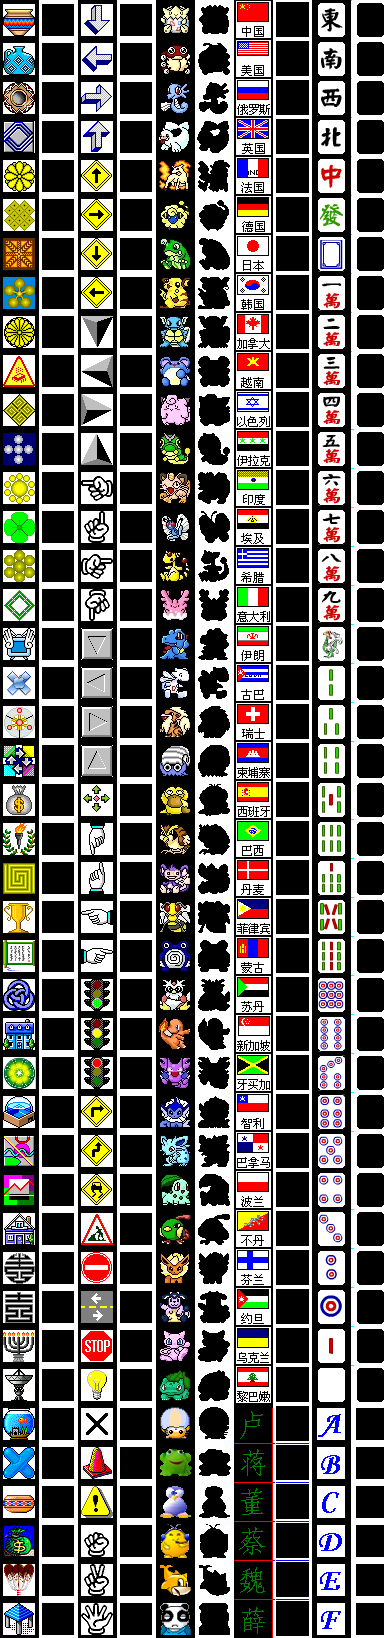 中国
東
美国
南
俄罗斯
西
英国
北
法国
中
德国
發
日本
韩国
一萬
加拿大
二萬
越南
三萬
以色列
四萬
伊拉克
五萬
印度
六萬
埃及
七萬
希腊
八萬
意大利
九萬
伊朗
古巴
瑞士
柬埔寨
西班牙
巴西
丹麦
菲律宾
蒙古
苏丹
新加坡
牙买加
智利
巴拿马
波兰
不丹
芬兰
约旦
STOP
乌克兰
黎巴嫩
卢
A
蒋
B
董
C
蔡
D
魏
E
薛
F